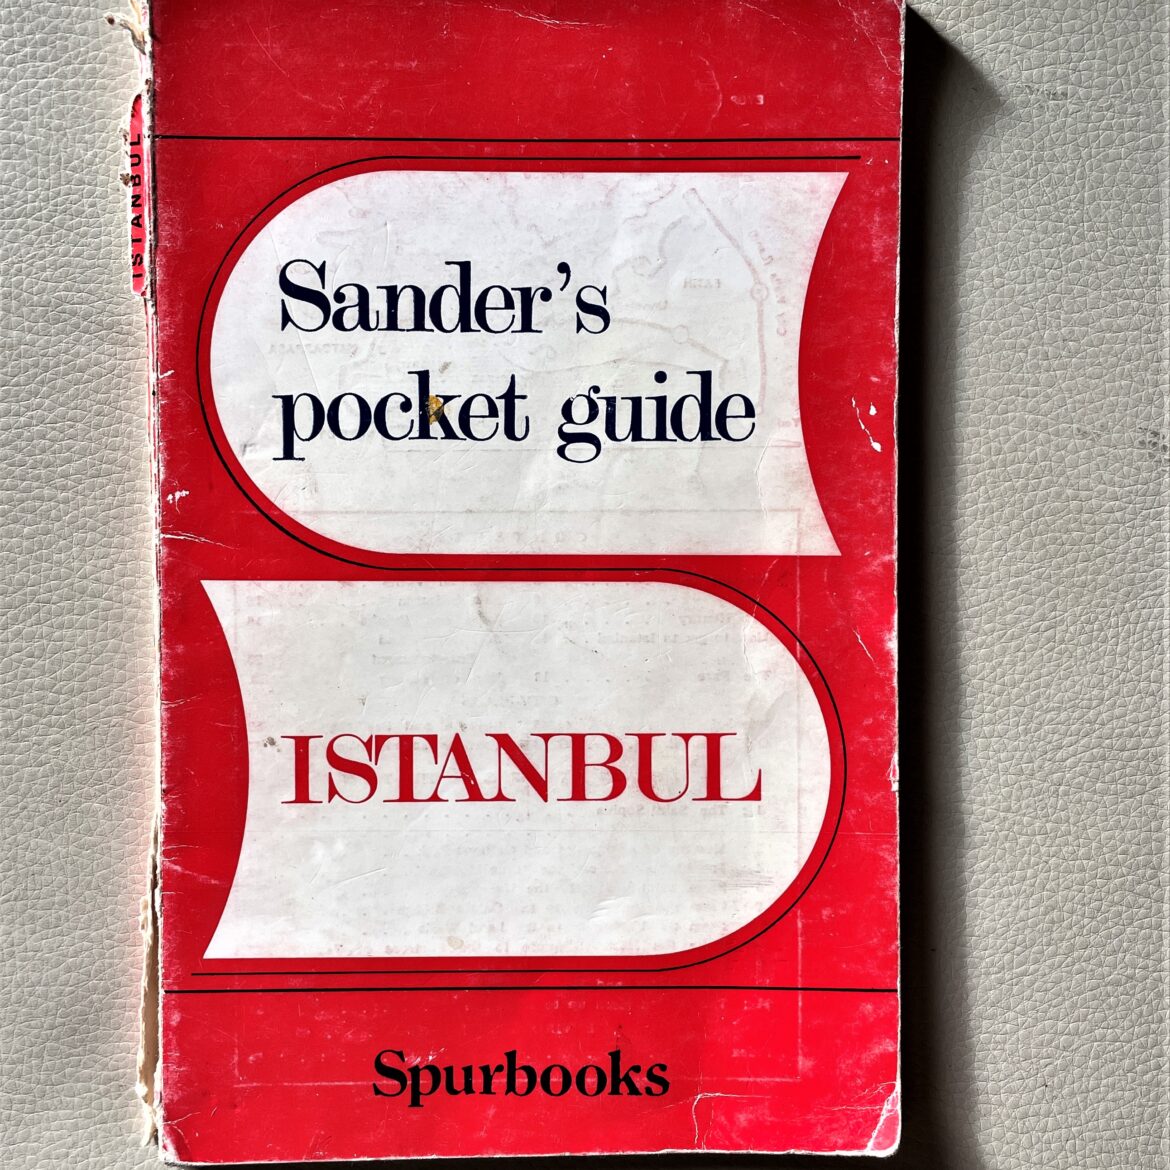 Sander's
pocket guide
ISTANBUL
Spurbooks
ISTANBUL